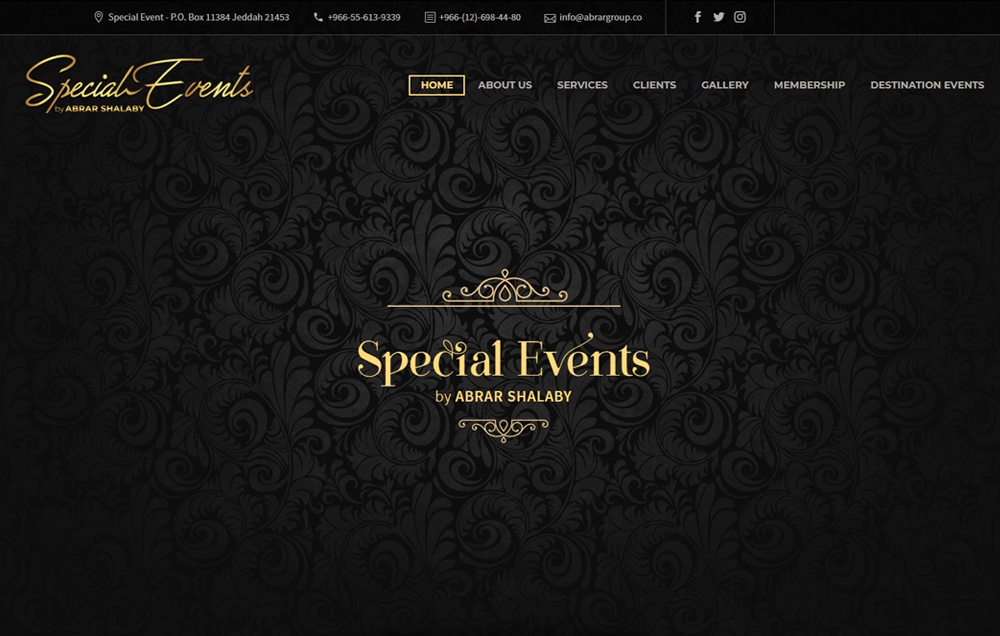 Special Event - P.O. Box 11384 Jeddah 21453 +966-55-613-9339 +966-(12)-698-44-80 info@abrargroup.co
Special Events
by ABRAR SHALABY
HOME ABOUT US SERVICES CLIENTS GALLERY MEMBERSHIP DESTINATION EVENTS
Special Events
by ABRAR SHALABY